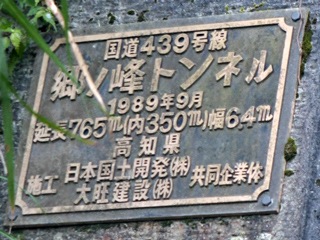 国道439号線
郷ノ峰トンネル
1989年9月
延長765m(内350m)幅6.4m
高知県
施工 日本国土開発㈱ 共同企業体
大旺建設㈱